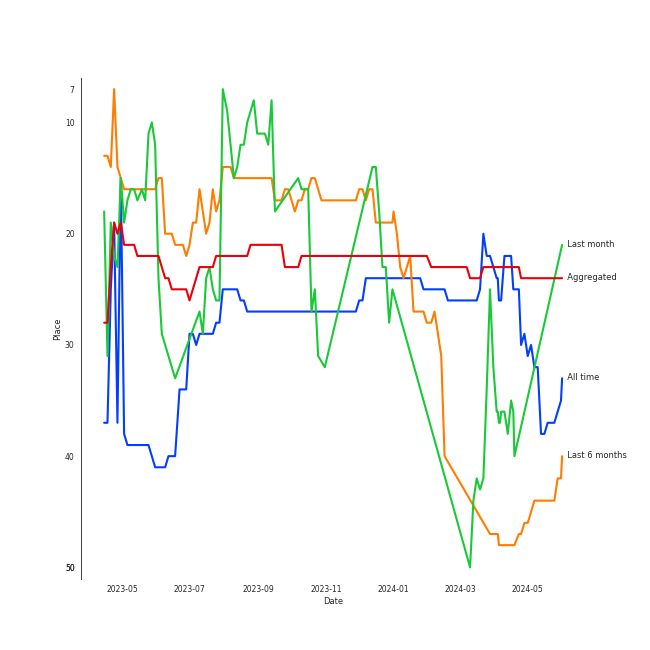 7
10
20
30
40
50
Place
2023-05
2023-07
2023-09
2023-11
2024-01
2024-03
2024-05
Date
Last month
Aggregated
All time
Last 6 months